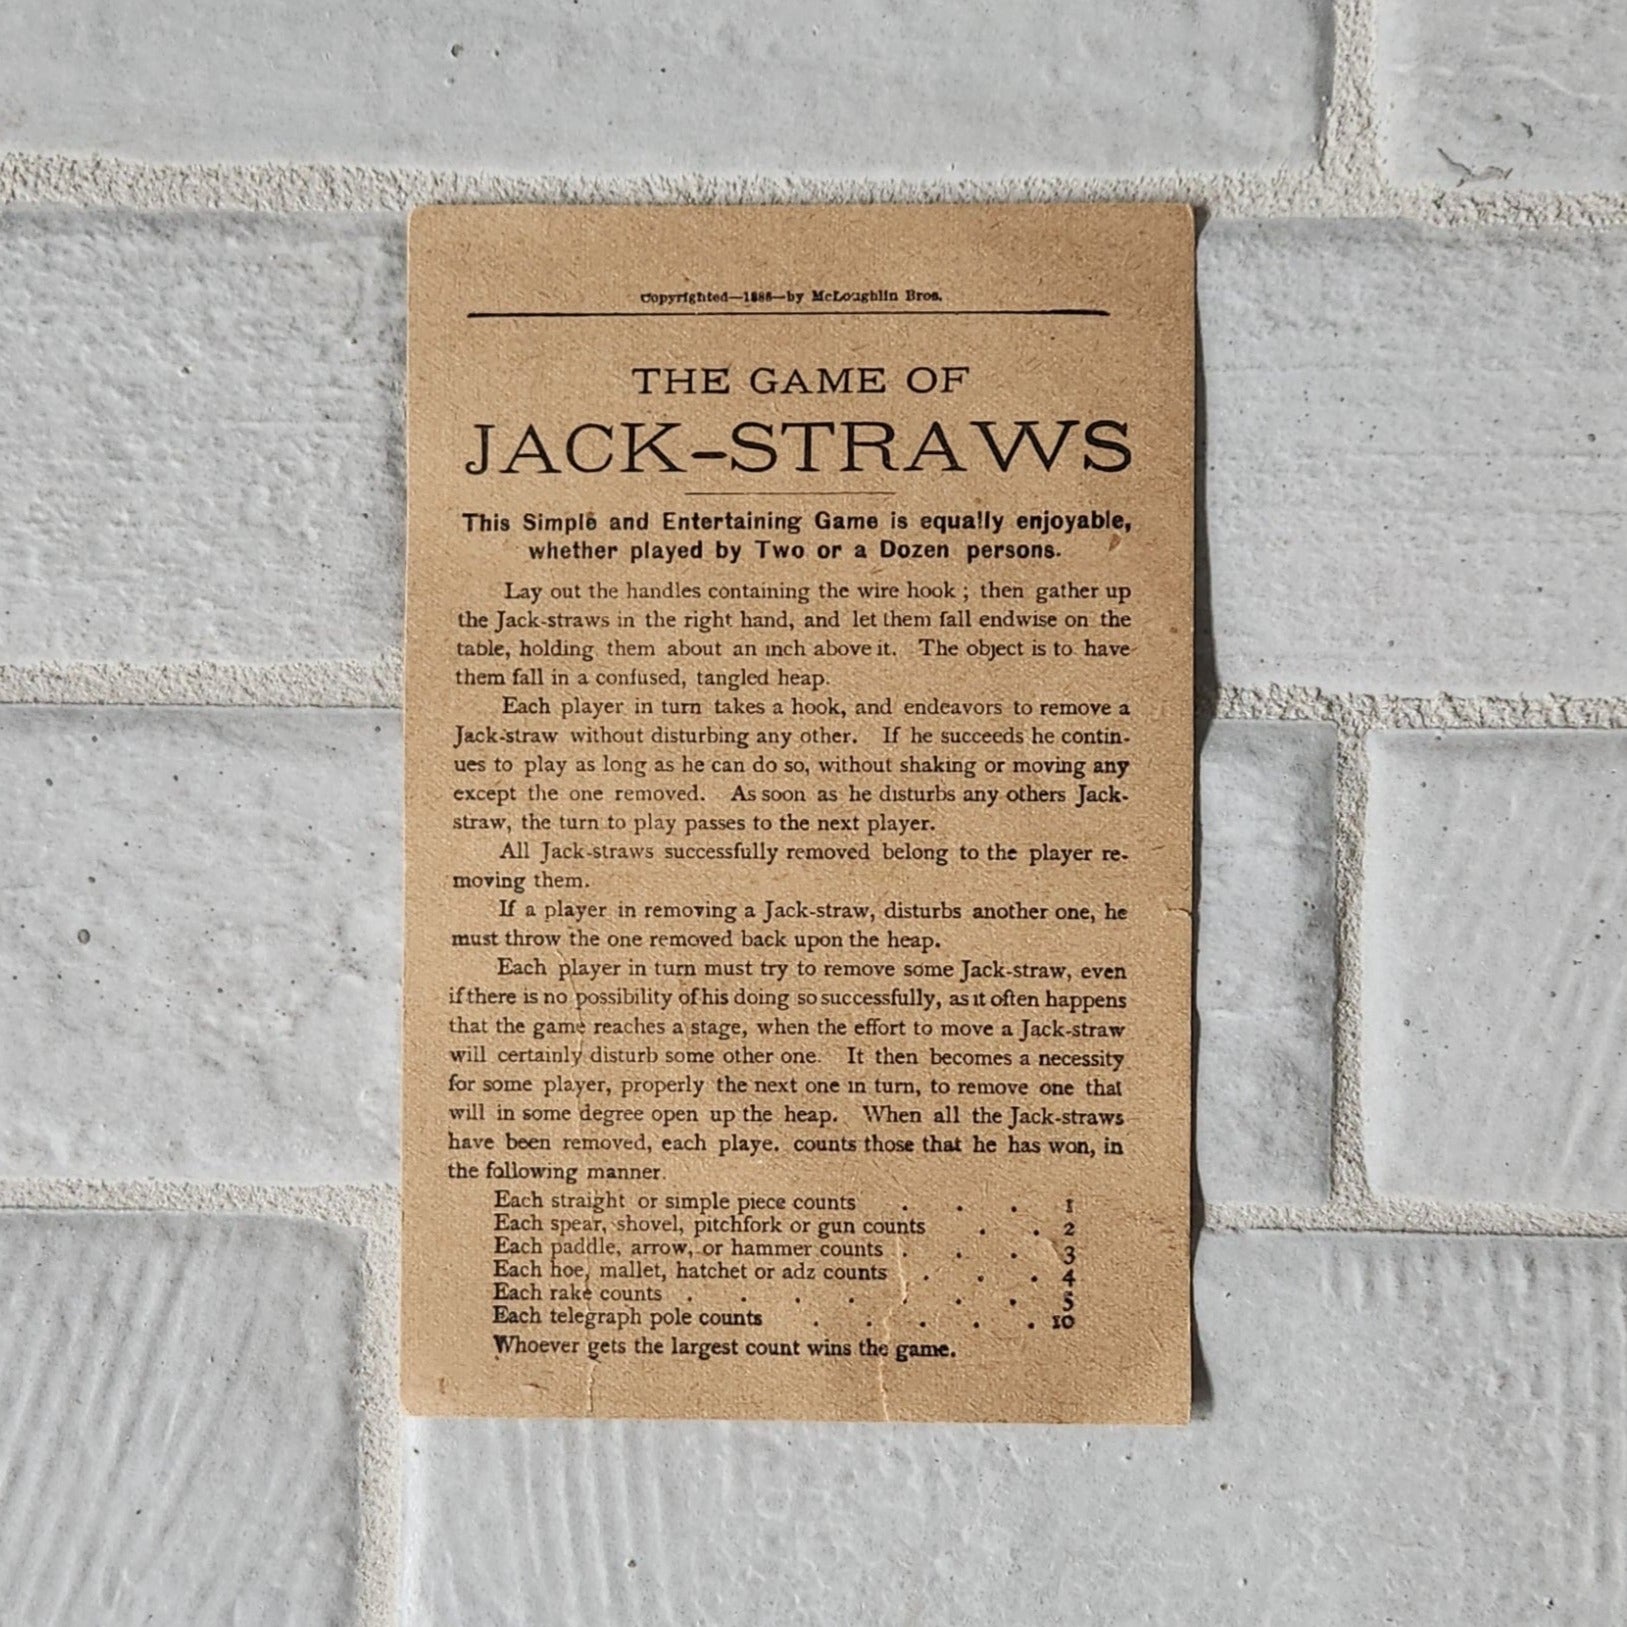 Copyrighted—1886—by McLoughlin Bros.
THE GAME OF
JACK-STRAWS
This Simple and Entertaining Game is equally enjoyable,
whether played by Two or a Dozen persons.
Lay out the handles containing the wire hook ; then gather up
the Jack-straws in the right hand, and let them fall endwise on the
table, holding them about an inch above it. The object is to have
them fall in a confused, tangled heap.
Each player in turn takes a hook, and endeavors to remove a
Jack-straw without disturbing any other. If he succeeds he contin-
ues to play as long as he can do so, without shaking or moving any
except the one removed. As soon as he disturbs any others Jack-
straw, the turn to play passes to the next player.
All Jack-straws successfully removed belong to the player re-
moving them.
If a player in removing a Jack-straw, disturbs another one, he
must throw the one removed back upon the heap.
Each player in turn must try to remove some Jack-straw, even
if there is no possibility of his doing so successfully, as it often happens
that the game reaches a stage, when the effort to move a Jack-straw
will certainly disturb some other one. It then becomes a necessity
for some player, properly the next one in turn, to remove one that
will in some degree open up the heap. When all the Jack-straws
have been removed, each playe. counts those that he has won, in
the following manner.
Each straight or simple piece counts . . . 1
Each spear, shovel, pitchfork or gun counts . . 2
Each paddle, arrow, or hammer counts . . . 3
Each hoe, mallet, hatchet or adz counts . . . 4
Each rake counts . . . . . . . 5
Each telegraph pole counts . . . . . 10
Whoever gets the largest count wins the game.